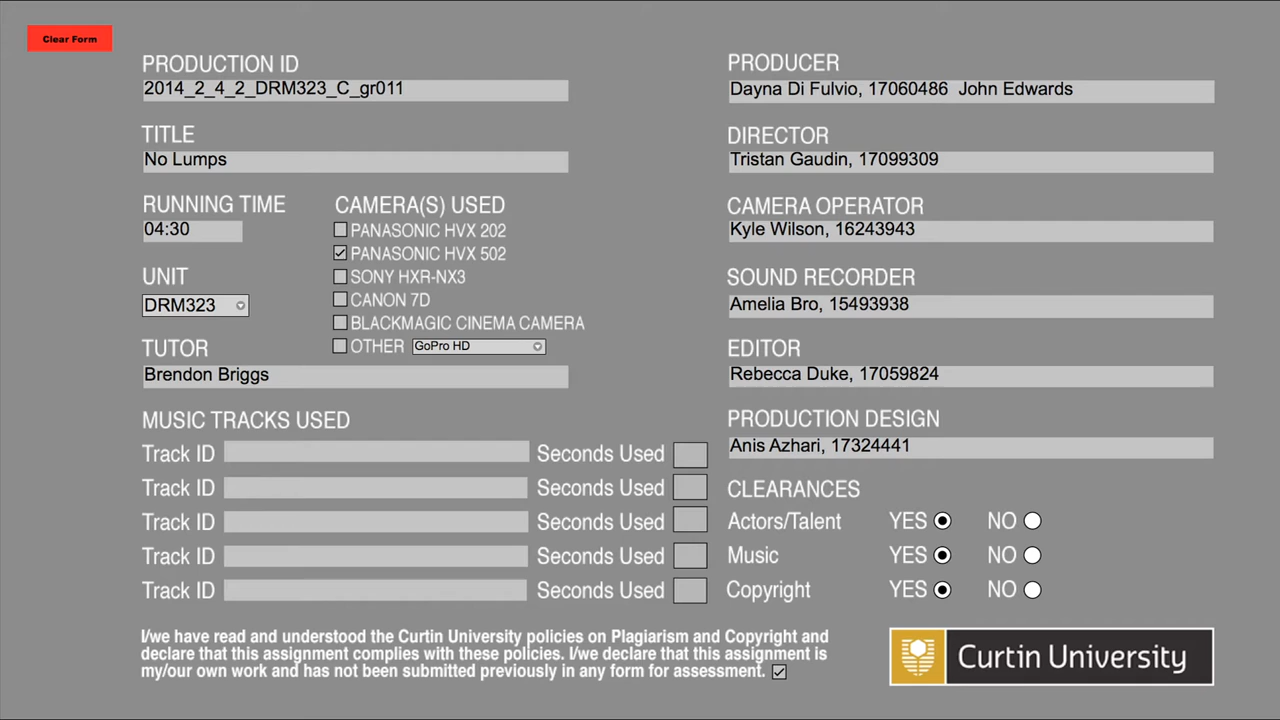 Clear Form
PRODUCTION ID
2014_2_4_2_DRM323_C_gr011
TITLE
No Lumps
RUNNING TIME
04:30
UNIT
DRM323
TUTOR
Brendon Briggs
CAMERA(S) USED
PANASONIC HVX 202
PANASONIC HVX 502
SONY HXR-NX3
CANON 7D
BLACKMAGIC CINEMA CAMERA
OTHER GoPro HD
MUSIC TRACKS USED
Track ID Seconds Used
Track ID Seconds Used
Track ID Seconds Used
Track ID Seconds Used
Track ID Seconds Used
PRODUCER
Dayna Di Fulvio, 17060486 John Edwards
DIRECTOR
Tristan Gaudin, 17099309
CAMERA OPERATOR
Kyle Wilson, 16243943
SOUND RECORDER
Amelia Bro, 15493938
EDITOR
Rebecca Duke, 17059824
PRODUCTION DESIGN
Anis Azhari, 17324441
CLEARANCES
Actors/Talent YES NO
Music YES NO
Copyright YES NO
I/we have read and understood the Curtin University policies on Plagiarism and Copyright and
declare that this assignment complies with these policies. I/we declare that this assignment is
my/our own work and has not been submitted previously in any form for assessment.
Curtin University